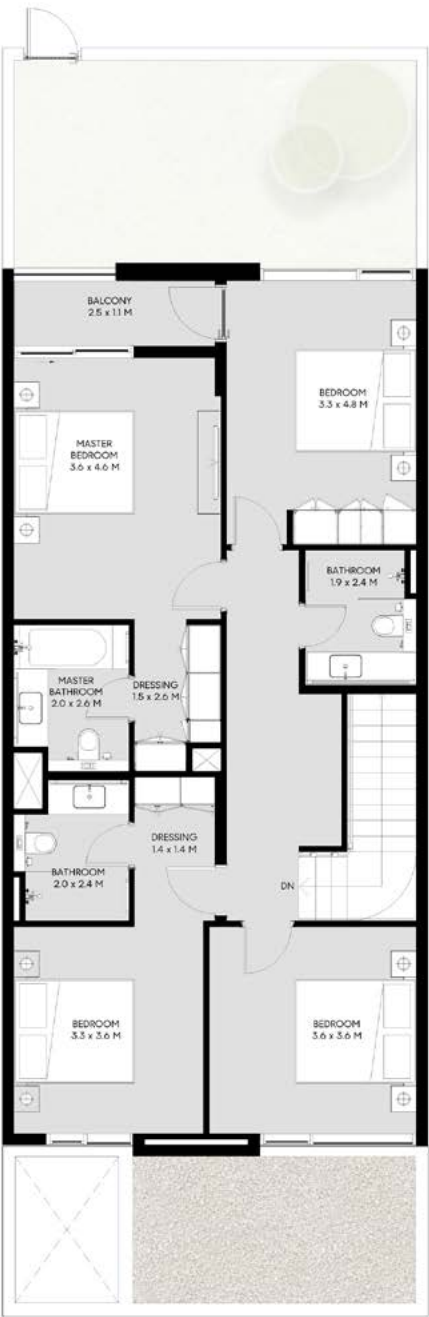 BALCONY
2.5 x 1.1 M
BEDROOM
3.3 x 4.8 M
MASTER
BEDROOM
3.6 x 4.6 M
BATHROOM
1.9 x 2.4 M
MASTER
BATHROOM
2.0 x 2.6 M
DRESSING
1.5 x 2.6 M
DRESSING
1.4 x 1.4 M
BATHROOM
2.0 x 2.4 M
DN
BEDROOM
3.3 x 3.6 M
BEDROOM
3.6 x 3.6 M